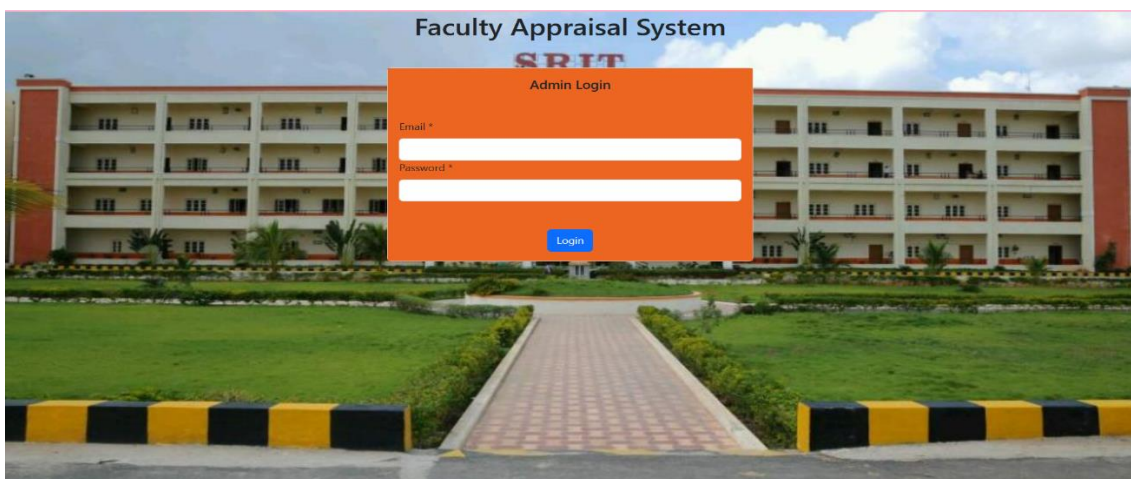 Faculty Appraisal System
SRIT
Admin Login
Email *
Password *
Login